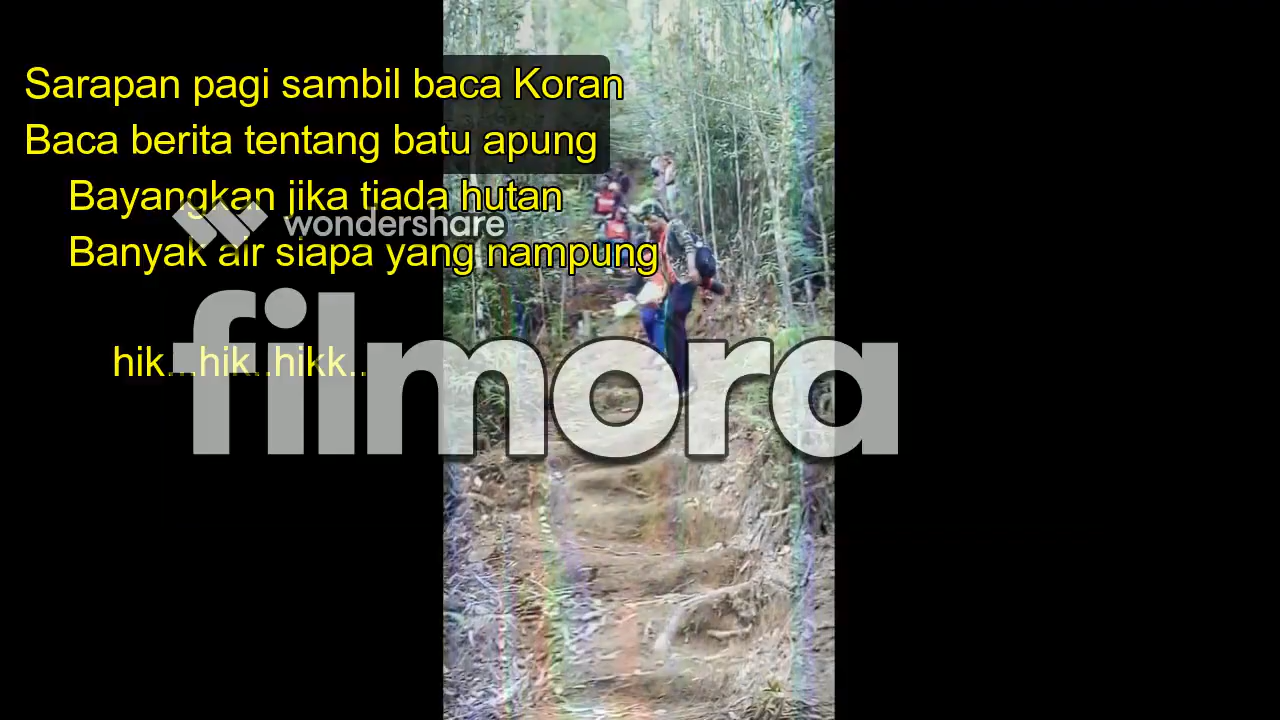 Sarapan pagi sambil baca Koran
Baca berita tentang batu apung
Bayangkan jika tiada hutan
wondershare
Banyak air siapa yang nampung
hik...hik..hikk..
filmora